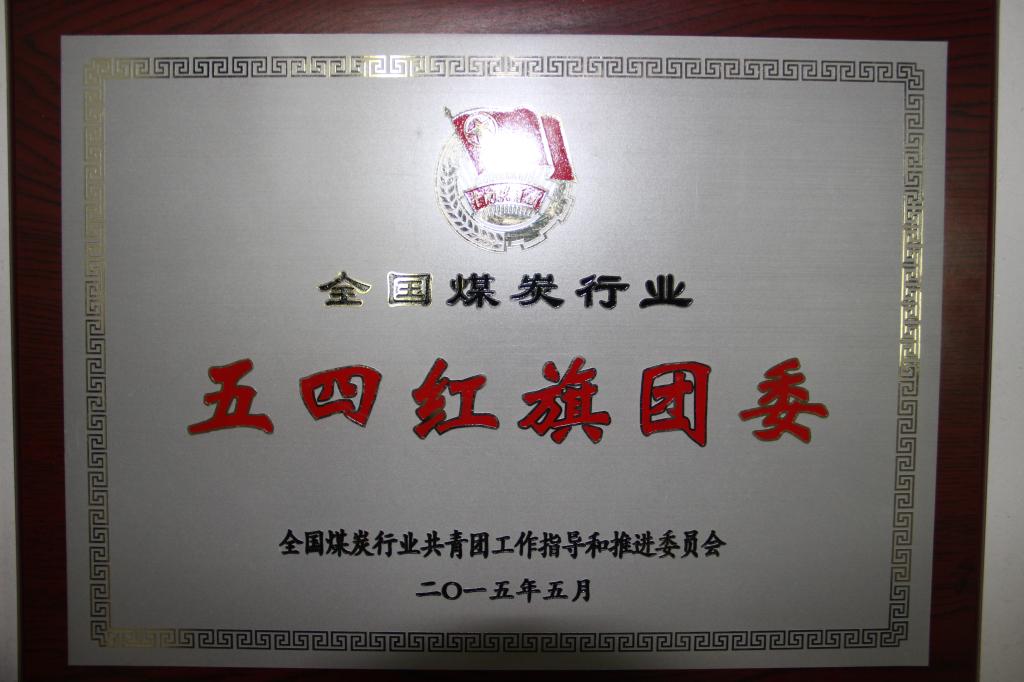 全国煤炭行业
五四红旗团委
全国煤炭行业共青团工作指导和推进委员会
二〇一五年五月